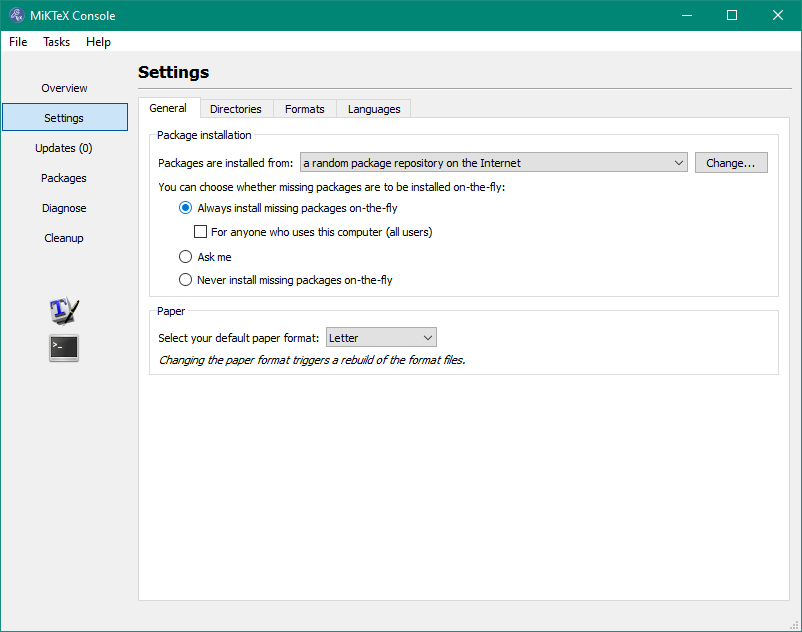 MiKTeX Console
File Tasks Help
Overview
Settings
Updates (0)
Packages
Diagnose
Cleanup
Settings
General Directories Formats Languages
Package installation
Packages are installed from: a random package repository on the Internet Change...
You can choose whether missing packages are to be installed on-the-fly:
Always install missing packages on-the-fly
For anyone who uses this computer (all users)
Ask me
Never install missing packages on-the-fly
Paper
Select your default paper format: Letter
Changing the paper format triggers a rebuild of the format files.